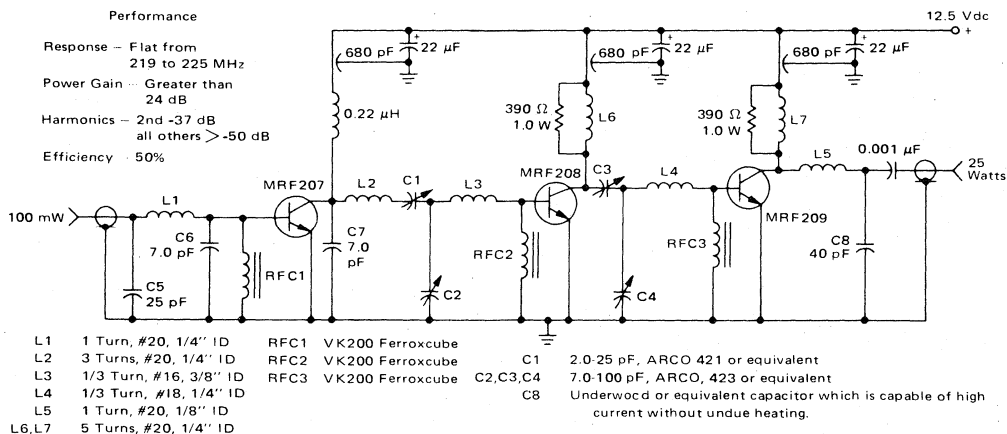 Performance
Response – Flat from
219 to 225 MHz
Power Gain – Greater than
24 dB
Harmonics – 2nd -37 dB
all others > -50 dB
Efficiency - 50%
12.5 Vdc
+
680 pF
+
22 µF
680 pF
+
22 µF
680 pF
+
22 µF
0.22 µH
390 Ω
1.0 W
L6
390 Ω
1.0 W
L7
0.001 µF
25
Watts
MRF207
L2
C1
L3
MRF208
C3
L4
MRF209
L5
100 mW
L1
C6
7.0
pF
RFC1
C7
7.0
pF
C2
RFC2
C4
RFC3
C8
40 pF
C5
25 pF
L1 1 Turn, #20, 1/4'' ID
L2 3 Turns, #20, 1/4'' ID
L3 1/3 Turn, #16, 3/8'' ID
L4 1/3 Turn, #18, 1/4'' ID
L5 1 Turn, #20, 1/8'' ID
L6,L7 5 Turns, #20, 1/4'' ID
RFC1 VK200 Ferroxcube
RFC2 VK200 Ferroxcube
RFC3 VK200 Ferroxcube
C1 2.0-25 pF, ARCO 421 or equivalent
C2,C3,C4 7.0-100 pF, ARCO, 423 or equivalent
C8 Underwood or equivalent capacitor which is capable of high
current without undue heating.